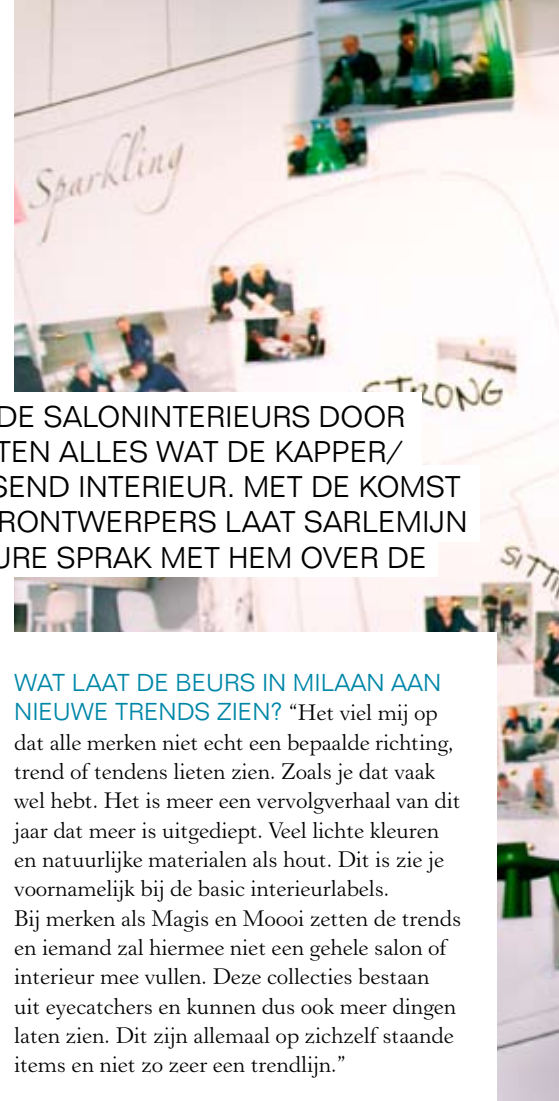 Sparkling
STRONG
DE SALONINTERIEURS DOOR
TEN ALLES WAT DE KAPPER/
SEND INTERIEUR. MET DE KOMST
RONTWERPERS LAAT SARLEMIJN
URE SPRAK MET HEM OVER DE
WAT LAAT DE BEURS IN MILAAN AAN
NIEUWE TRENDS ZIEN? “Het viel mij op
dat alle merken niet echt een bepaalde richting,
trend of tendens lieten zien. Zoals je dat vaak
wel hebt. Het is meer een vervolgverhaal van dit
jaar dat meer is uitgediept. Veel lichte kleuren
en natuurlijke materialen als hout. Dit is zie je
voornamelijk bij de basic interieurlabels.
Bij merken als Magis en Moooi zetten de trends
en iemand zal hiermee niet een gehele salon of
interieur mee vullen. Deze collecties bestaan
uit eyecatchers en kunnen dus ook meer dingen
laten zien. Dit zijn allemaal op zichzelf staande
items en niet zo zeer een trendlijn.”